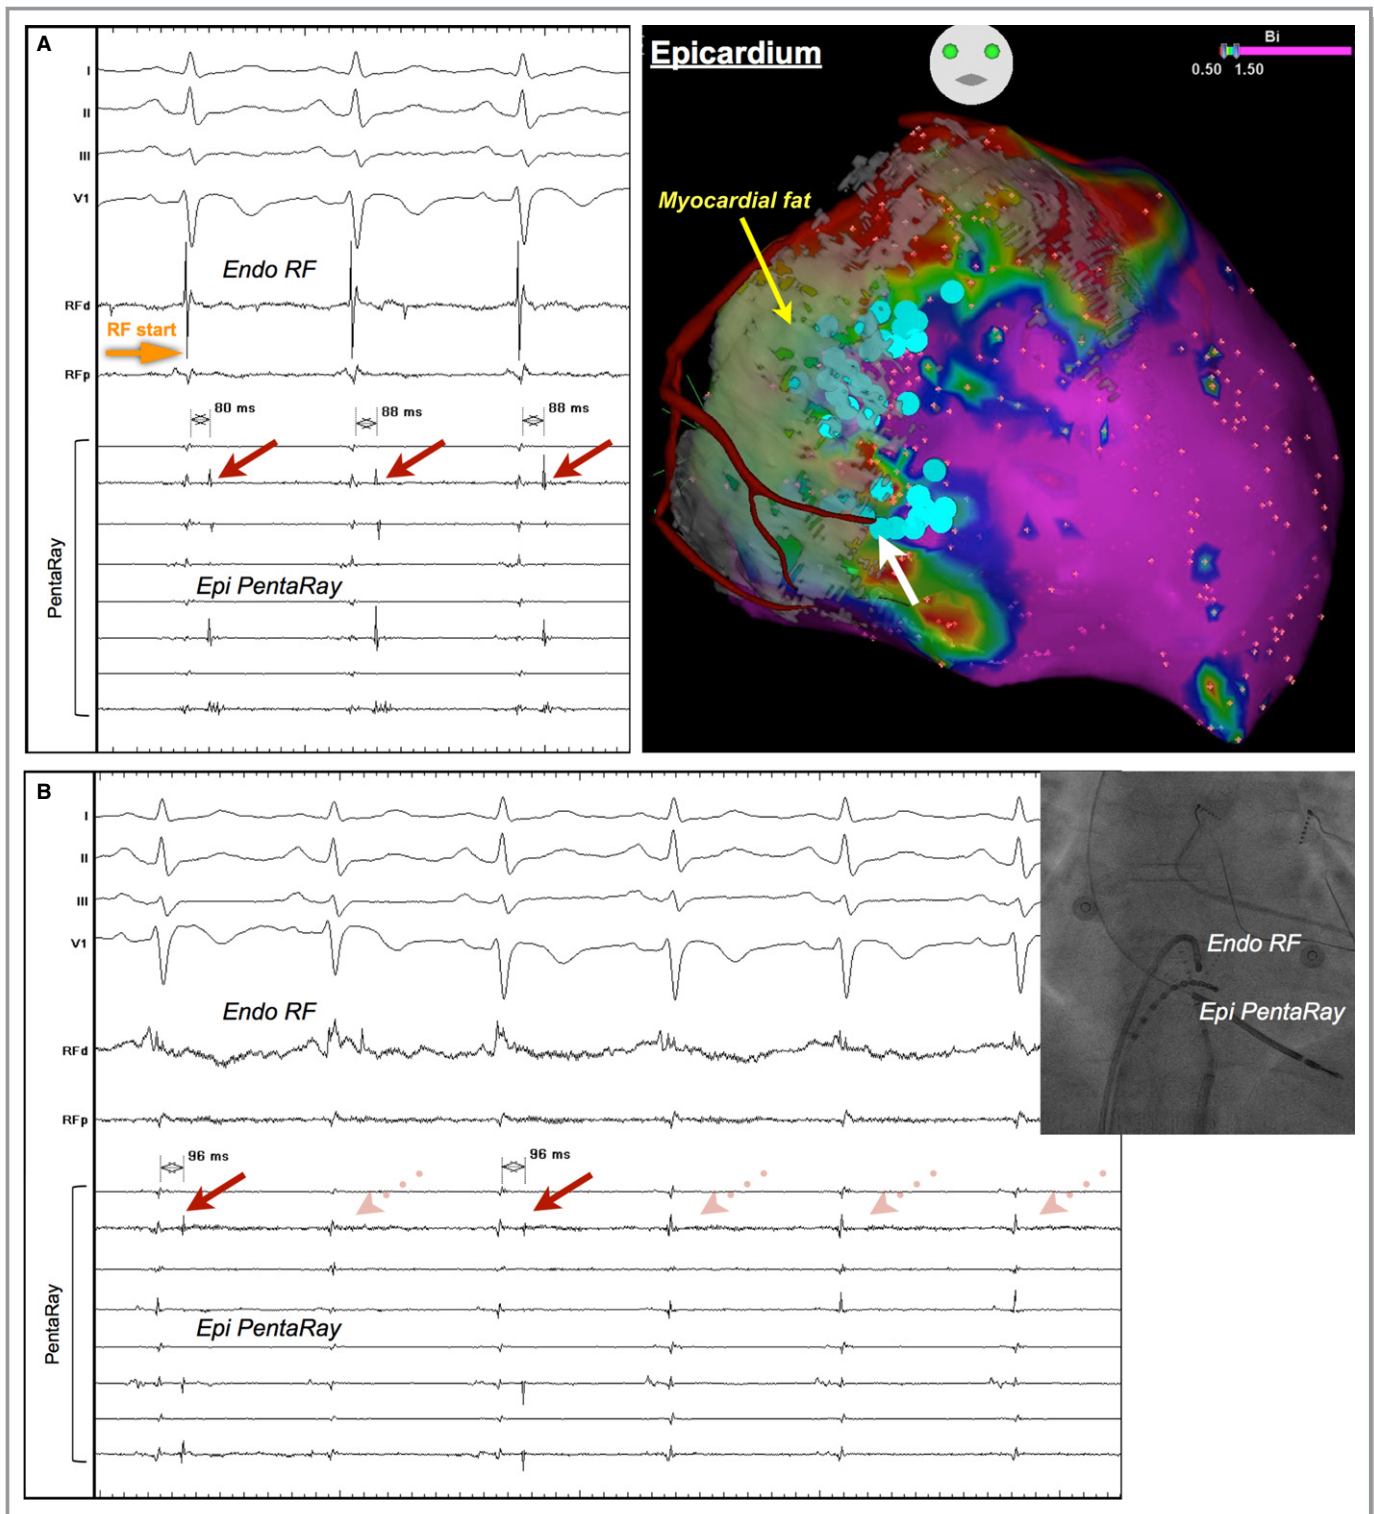 A
I
II
III
V1
Endo RF
RFd
RF start
RFp
80 ms
88 ms
88 ms
PentaRay
Epi PentaRay
Epicardium
Bi
0.50 1.50
Myocardial fat
B
I
II
III
V1
Endo RF
RFd
RFp
96 ms
96 ms
PentaRay
Epi PentaRay
Endo RF
Epi PentaRay